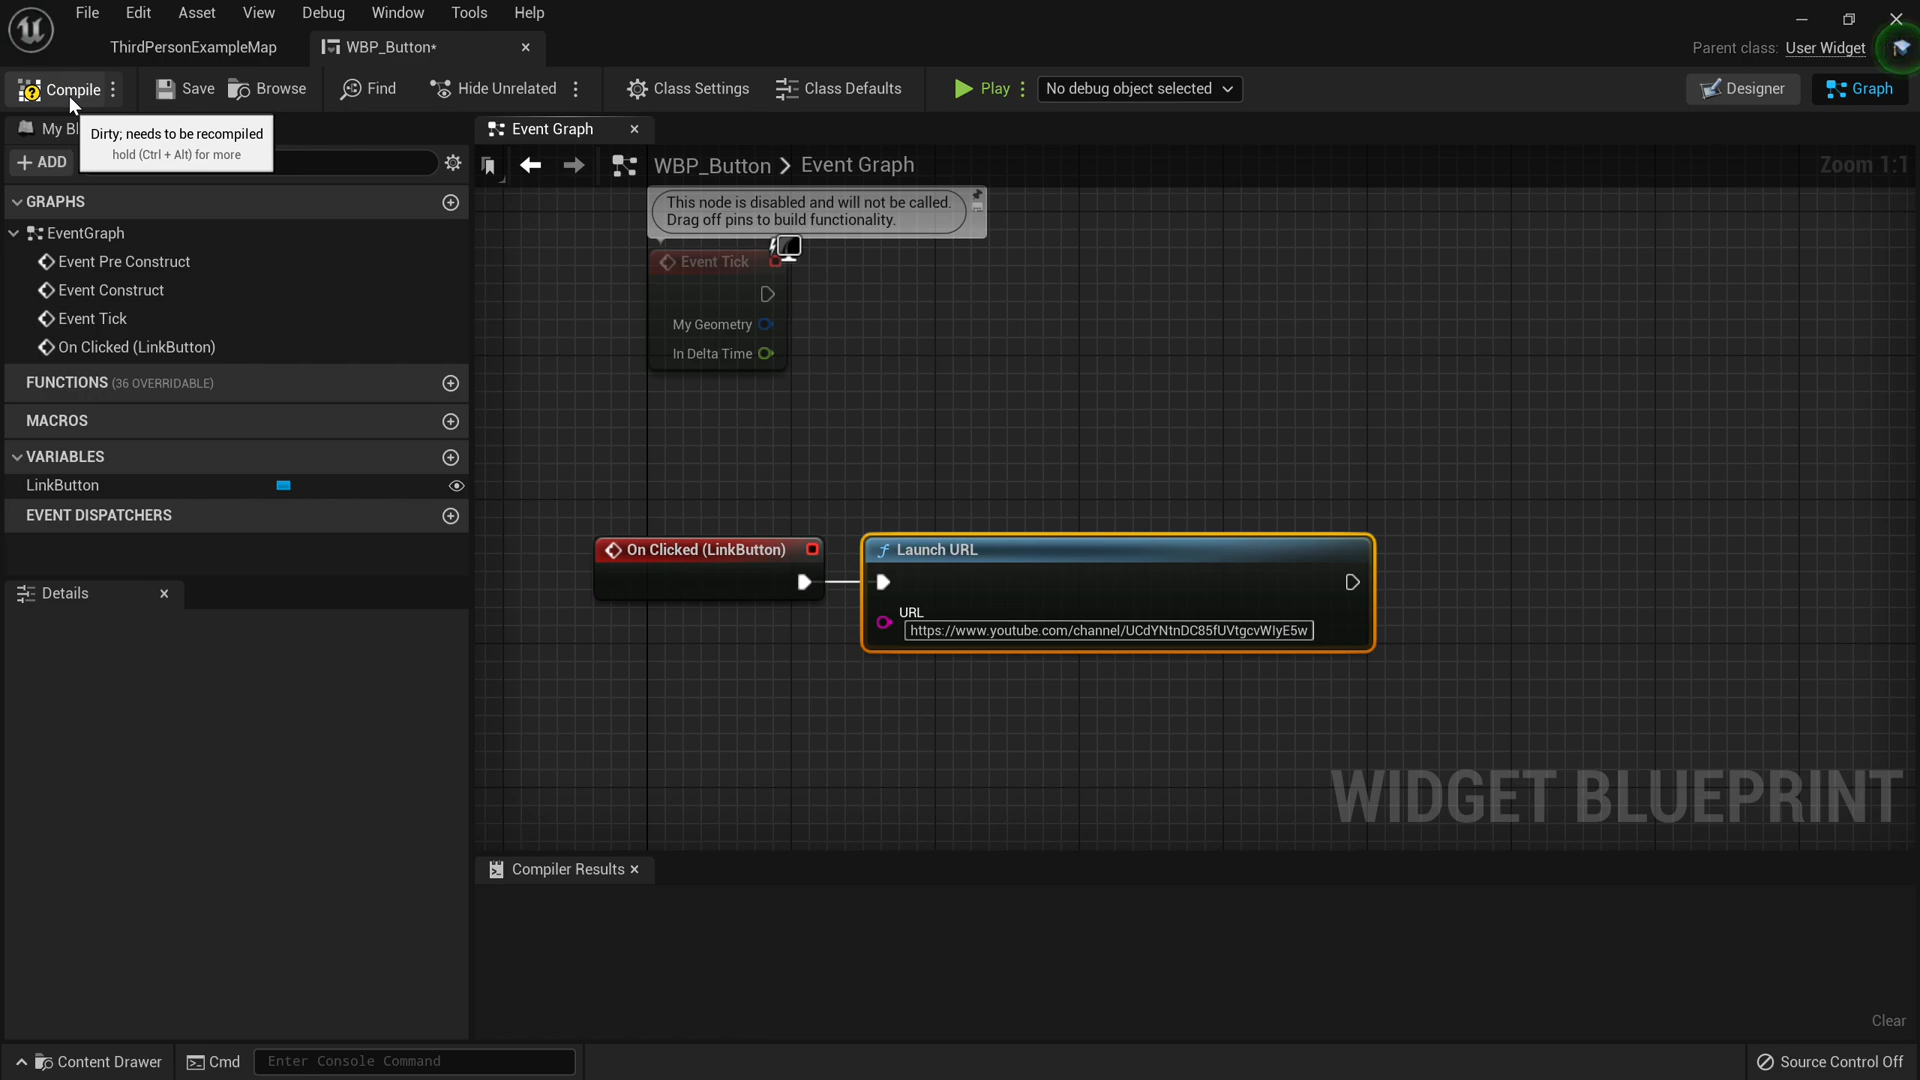 File Edit Asset View Debug Window Tools Help
ThirdPersonExampleMap
WBP_Button*
Parent class: User Widget
Compile
Save
Browse
Find
Hide Unrelated
Class Settings
Class Defaults
Play
No debug object selected
Designer
Graph
My Bl
Dirty; needs to be recompiled
hold (Ctrl + Alt) for more
Event Graph
ADD
WBP_Button > Event Graph
Zoom 1:1
GRAPHS
EventGraph
Event Pre Construct
Event Construct
Event Tick
On Clicked (LinkButton)
FUNCTIONS (36 OVERRIDABLE)
MACROS
VARIABLES
LinkButton
EVENT DISPATCHERS
Details
This node is disabled and will not be called.
Drag off pins to build functionality.
Event Tick
My Geometry
In Delta Time
On Clicked (LinkButton)
Launch URL
URL
https://www.youtube.com/channel/UCdYNtnDC85fUVtgcvWIyE5w
WIDGET BLUEPRINT
Compiler Results
Clear
Content Drawer
Cmd
Enter Console Command
Source Control Off